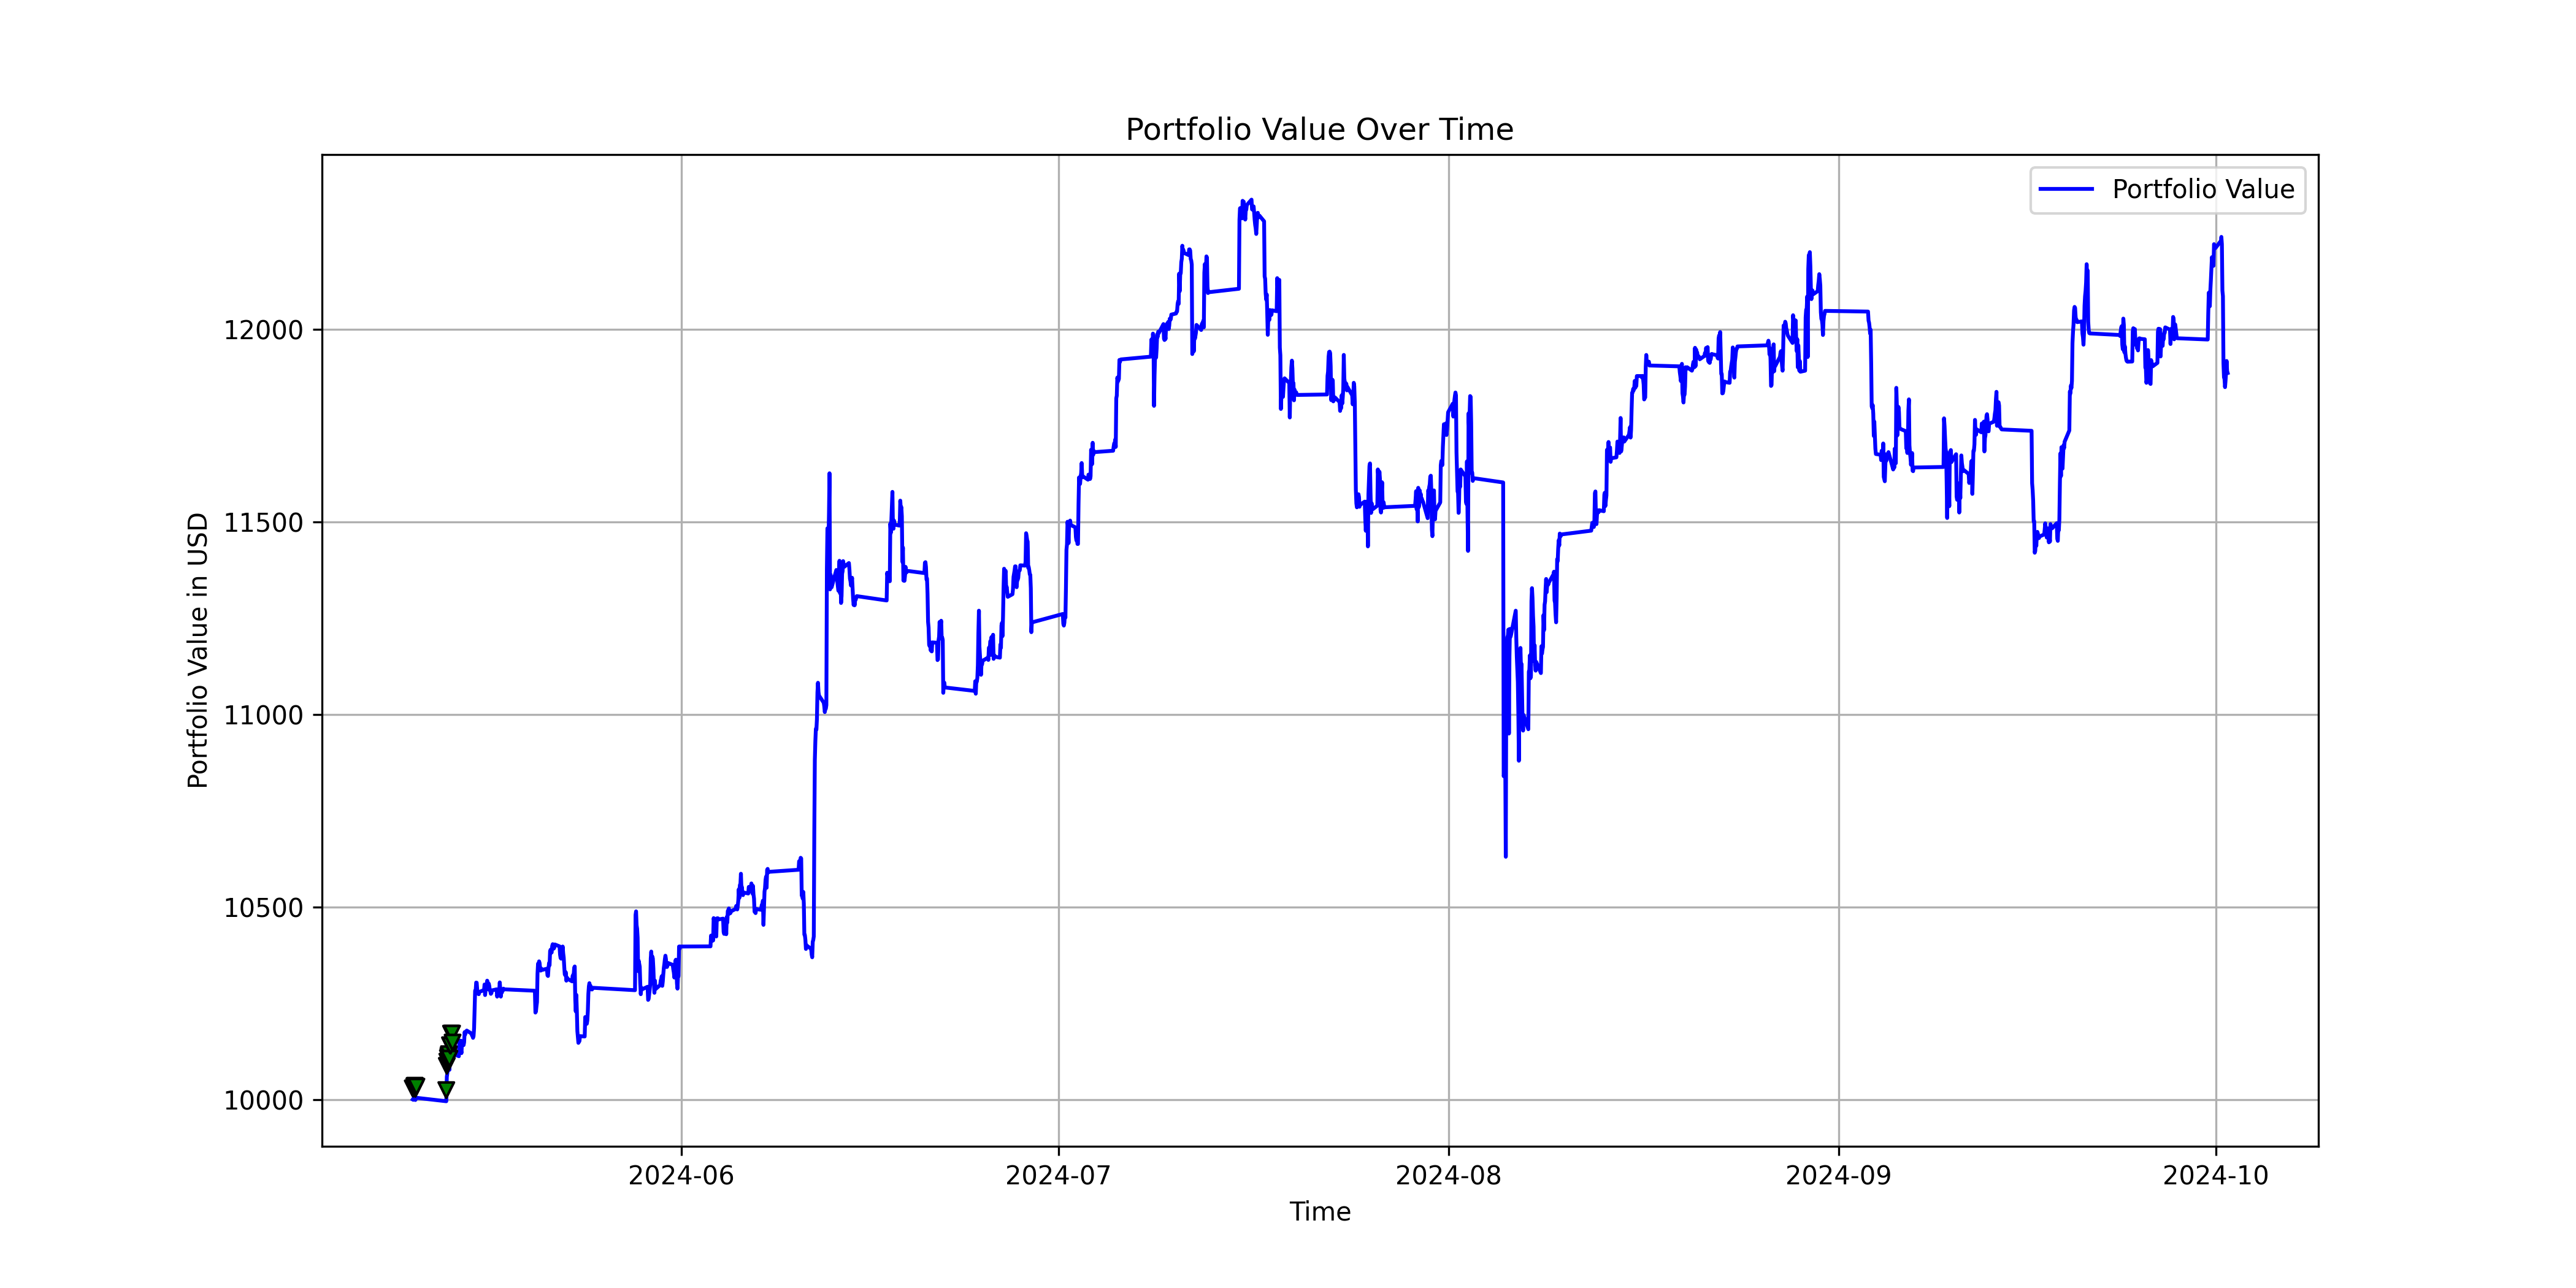 Portfolio Value Over Time
Portfolio Value
Portfolio Value in USD
12000
11500
11000
10500
10000
2024-06
2024-07
2024-08
2024-09
2024-10
Time